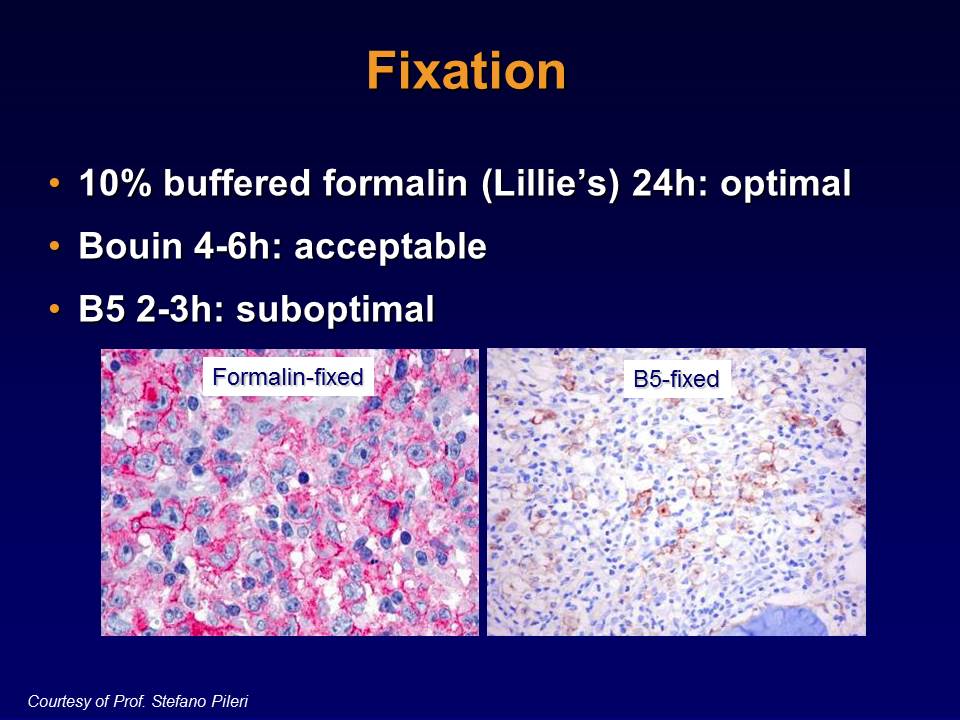 Fixation
• 10% buffered formalin (Lillie’s) 24h: optimal
• Bouin 4-6h: acceptable
• B5 2-3h: suboptimal
Formalin-fixed
B5-fixed
Courtesy of Prof. Stefano Pileri